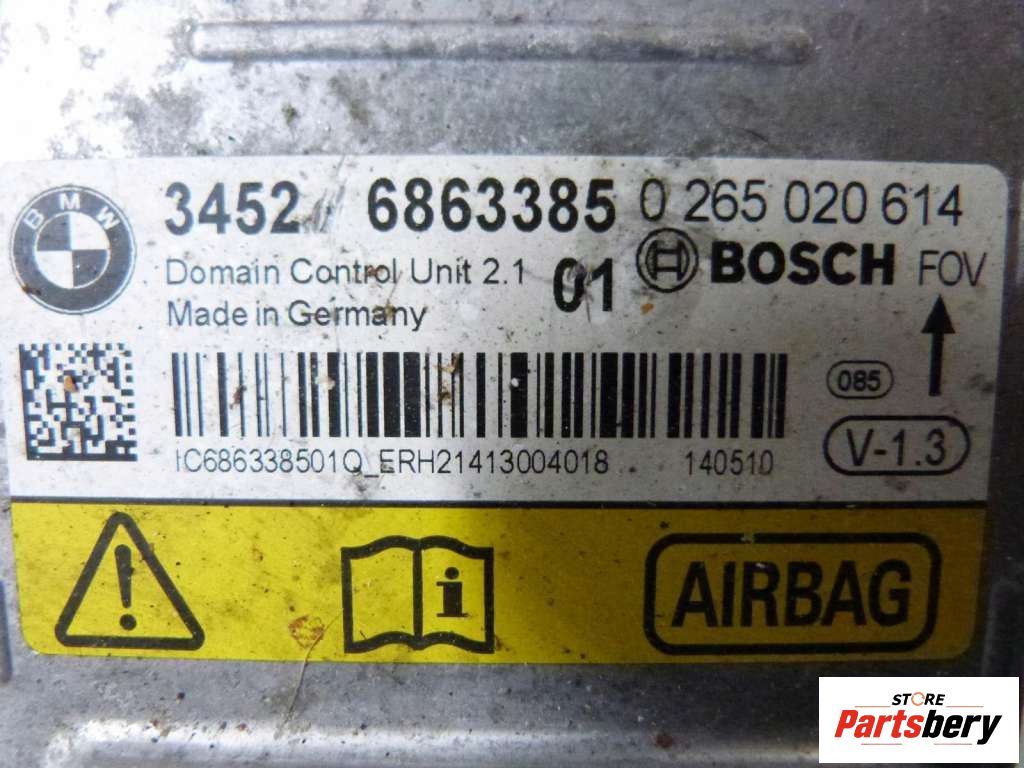 BMW
3452 6863385 0 265 020 614
Domain Control Unit 2.1 01 BOSCH FOV
Made in Germany
085
V-1.3
IC686338501Q_ERH21413004018 140510
i AIRBAG
STORE
Partsbery